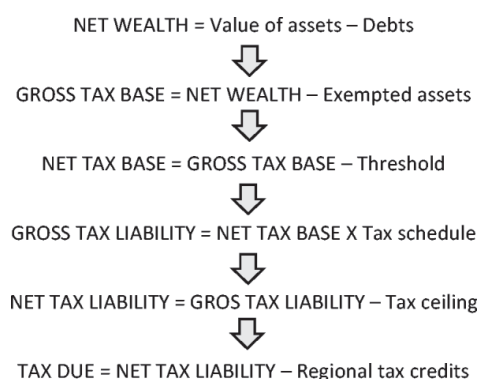 NET WEALTH = Value of assets – Debts
GROSS TAX BASE = NET WEALTH – Exempted assets
NET TAX BASE = GROSS TAX BASE – Threshold
GROSS TAX LIABILITY = NET TAX BASE X Tax schedule
NET TAX LIABILITY = GROS TAX LIABILITY – Tax ceiling
TAX DUE = NET TAX LIABILITY – Regional tax credits